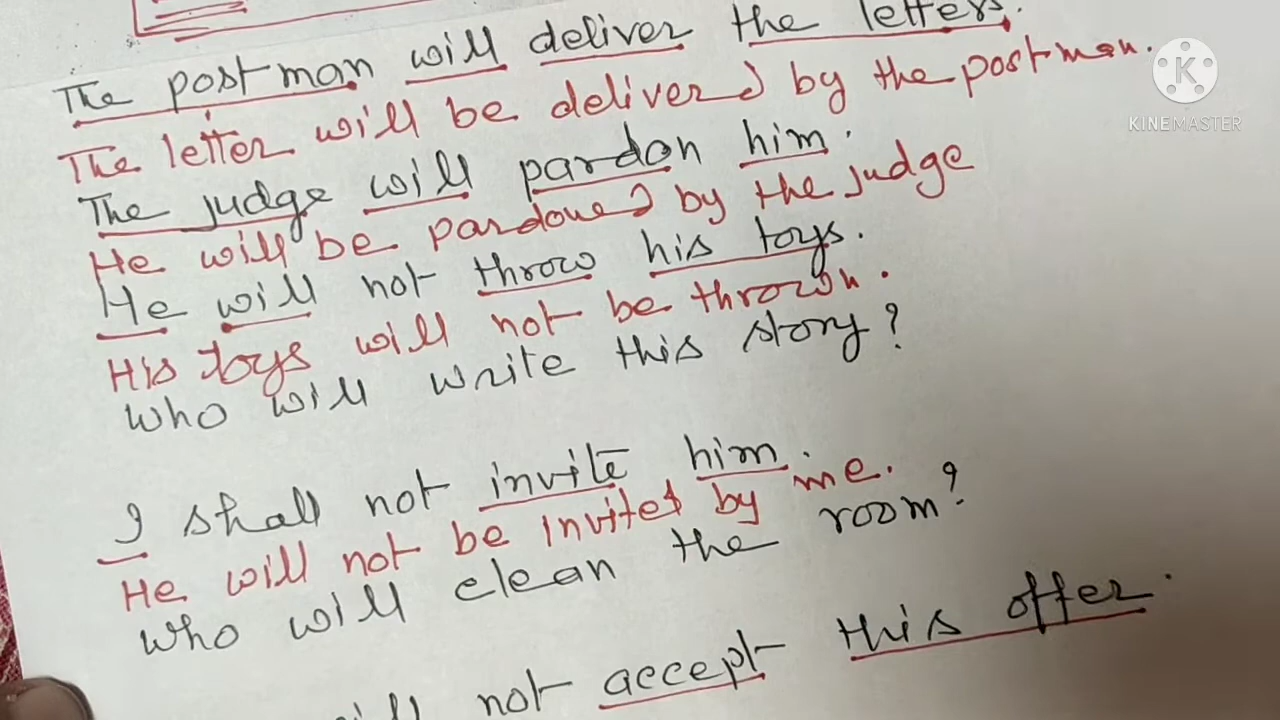 The postman will deliver the letters.
The letter will be delivered by the postman.
The judge will pardon him.
He will be pardoned by the judge
He will not throw his toys.
His toys will not be thrown.
Who will write this story?
I shall not invite him.
He will not be invited by me.
Who will clean the room?
will not accept this offer.
K
KINEMASTER